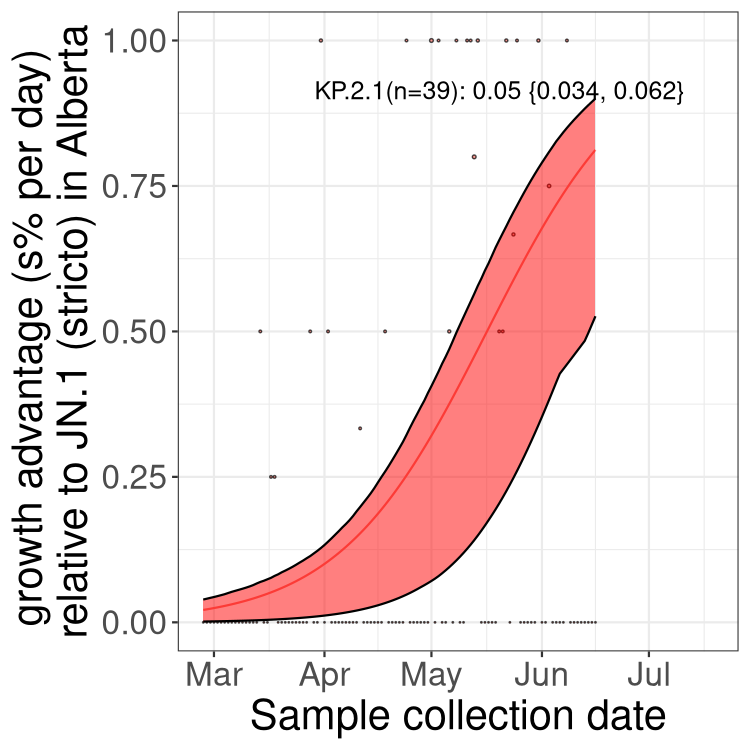 growth advantage (s% per day)
relative to JN.1 (stricto) in Alberta
1.00
0.75
0.50
0.25
0.00
KP.2.1(n=39): 0.05 {0.034, 0.062}
Mar Apr May Jun Jul
Sample collection date